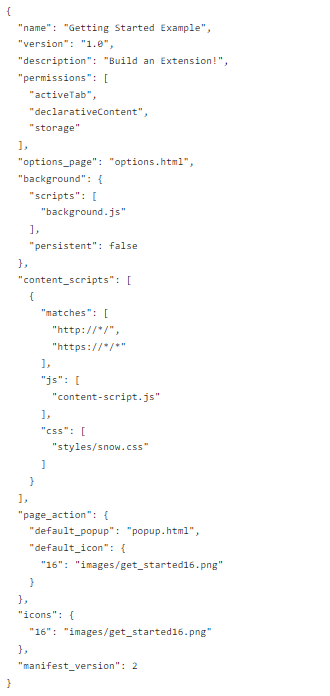 {
  "name": "Getting Started Example",
  "version": "1.0",
  "description": "Build an Extension!",
  "permissions": [
    "activeTab",
    "declarativeContent",
    "storage"
  ],
  "options_page": "options.html",
  "background": {
    "scripts": [
      "background.js"
    ],
    "persistent": false
  },
  "content_scripts": [
    {
      "matches": [
        "http://*/",
        "https://*/*"
      ],
      "js": [
        "content-script.js"
      ],
      "css": [
        "styles/snow.css"
      ]
    }
  ],
  "page_action": {
    "default_popup": "popup.html",
    "default_icon": {
      "16": "images/get_started16.png"
    }
  },
  "icons": {
    "16": "images/get_started16.png"
  },
  "manifest_version": 2
}